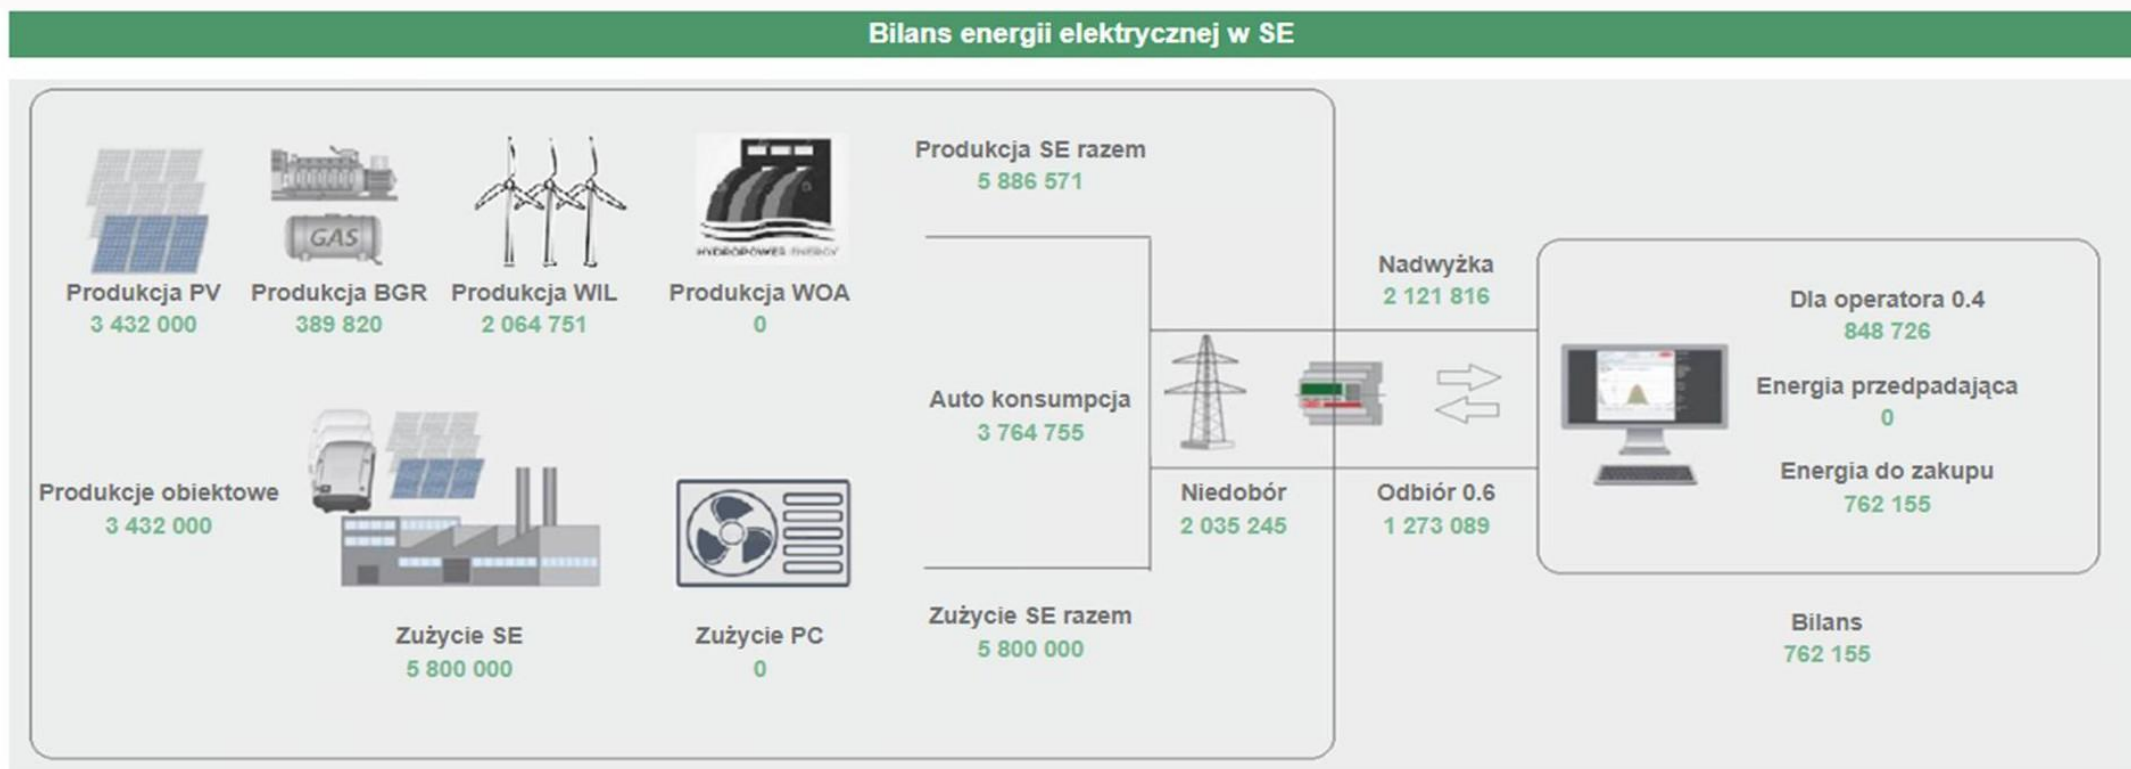 Bilans energii elektrycznej w SE
Produkcja SE razem
5 886 571
GAS
HYDROPOWER ENERGY
Produkcja PV
3 432 000
Produkcja BGR
389 820
Produkcja WIL
2 064 751
Produkcja WOA
0
Nadwyżka
2 121 816
Dla operatora 0.4
848 726
Auto konsumpcja
3 764 755
Energia przedpadająca
0
Energia do zakupu
762 155
Produkcje obiektowe
3 432 000
Niedobór
2 035 245
Odbiór 0.6
1 273 089
Zużycie SE
5 800 000
Zużycie PC
0
Zużycie SE razem
5 800 000
Bilans
762 155